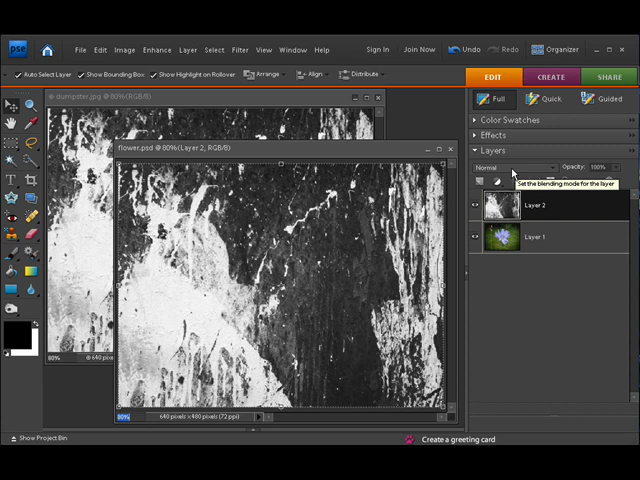 pse File Edit Image Enhance Layer Select Filter View Window Help Sign In Join Now Undo Redo Organizer
Auto Select Layer Show Bounding Box Show Highlight on Rollover Arrange Align Distribute EDIT CREATE SHARE
dumpster.jpg @ 80%(RGB/8)
Full Quick Guided
Color Swatches
Effects
flower.psd @ 80%(Layer 2, RGB/8)
Layers
Normal Opacity: 100%
Set the blending mode for the layer
Layer 2
Layer 1
T
80% 640 pi
80% 640 pixels x 480 pixels (72 ppi)
Show Project Bin Create a greeting card